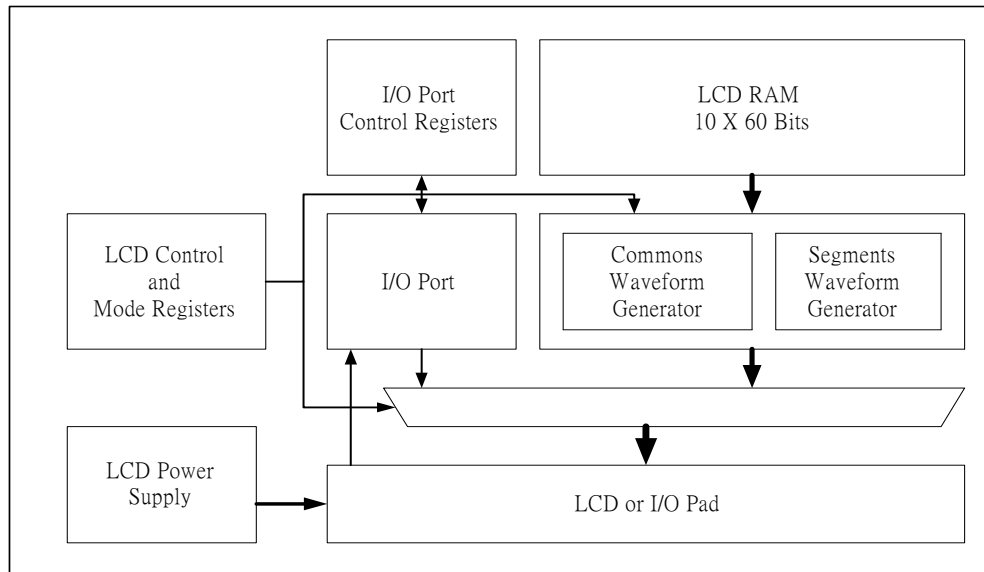 I/O Port
Control Registers
LCD RAM
10 X 60 Bits
LCD Control
and
Mode Registers
I/O Port
Commons
Waveform
Generator
Segments
Waveform
Generator
LCD Power
Supply
LCD or I/O Pad